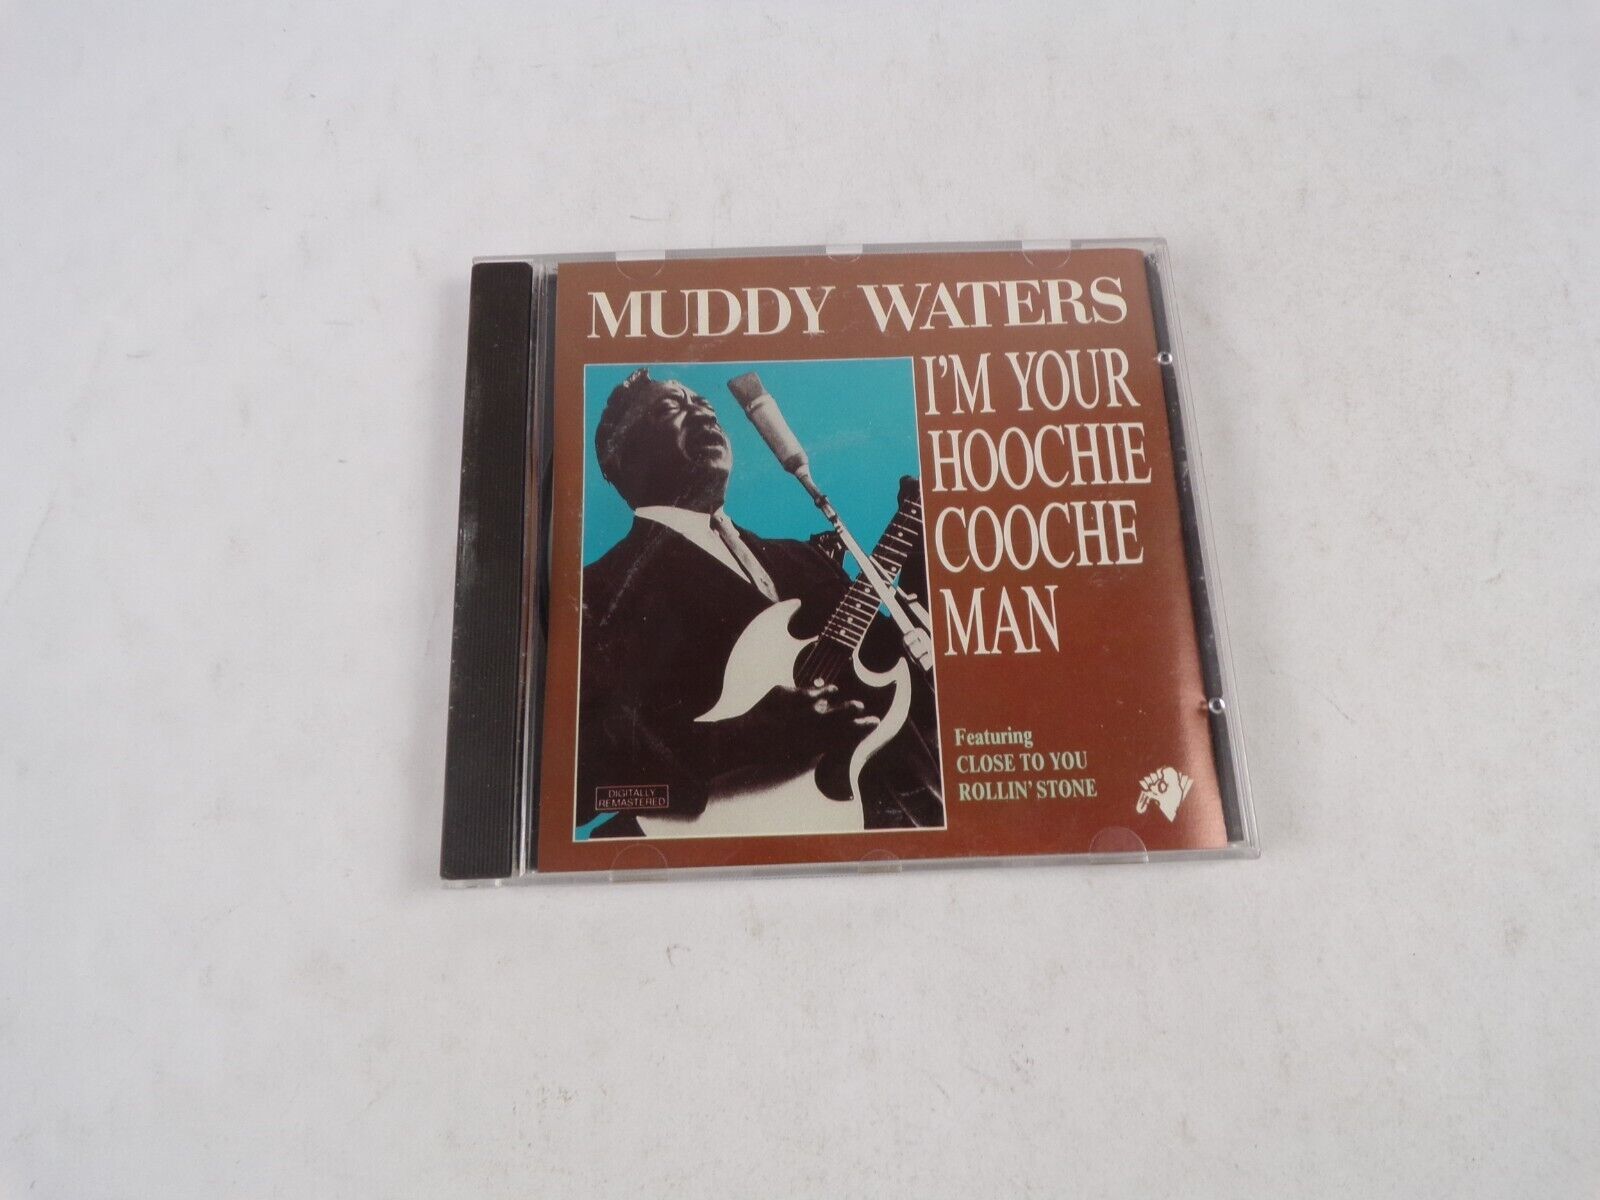 MUDDY WATERS
I'M YOUR
HOOCHIE
COOCHE
MAN
Featuring
CLOSE TO YOU
ROLLIN' STONE
DIGITALLY
REMASTERED